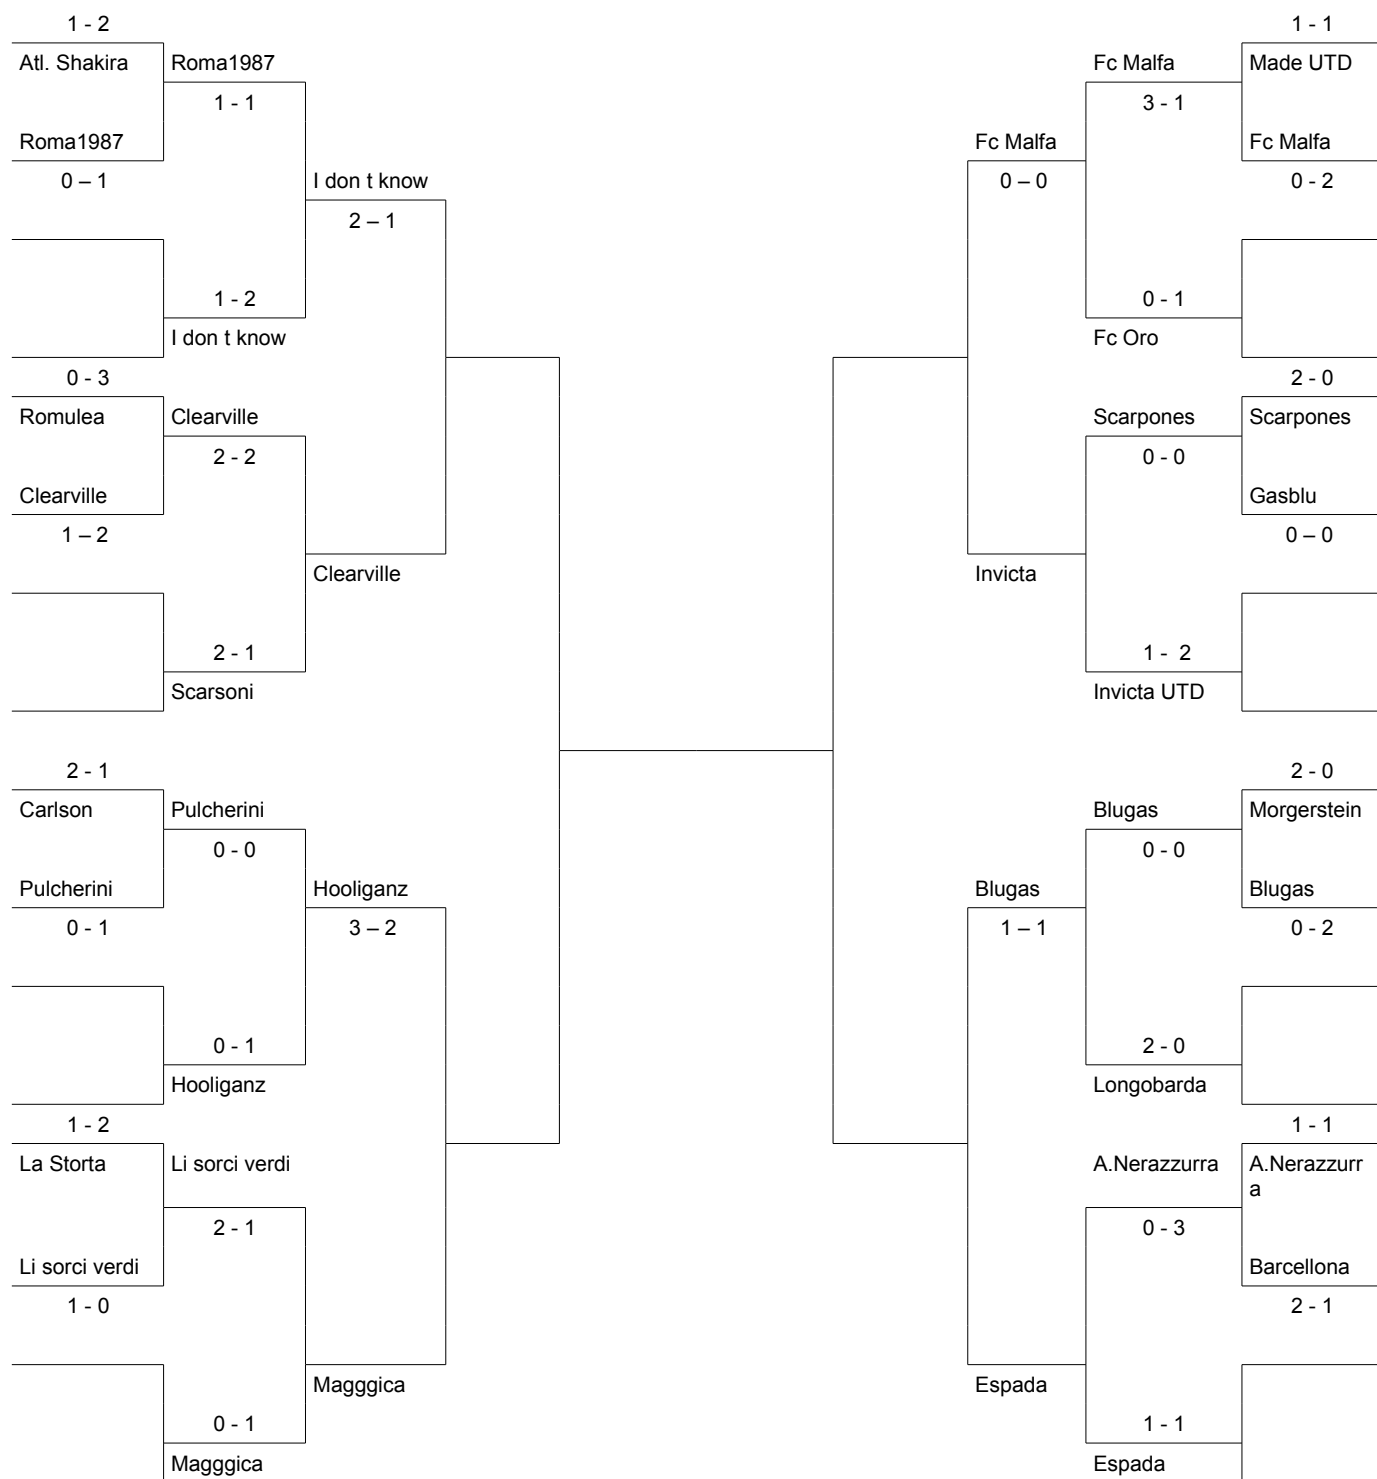 1 - 2
Atl. Shakira
Roma1987
0 – 1
0 - 3
Romulea
Clearville
1 – 2
2 - 1
Carlson
Pulcherini
0 - 1
1 - 2
La Storta
Li sorci verdi
1 - 0
Roma1987
1 - 1
1 - 2
I don t know
Clearville
2 - 2
2 - 1
Scarsoni
Pulcherini
0 - 0
0 - 1
Hooliganz
Li sorci verdi
2 - 1
0 - 1
Magggica
I don t know
2 – 1
Clearville
Hooliganz
3 – 2
Magggica
Fc Malfa
0 – 0
Invicta
Blugas
1 – 1
Espada
Fc Malfa
3 - 1
0 - 1
Fc Oro
Scarpones
0 - 0
1 -  2
Invicta UTD
Blugas
0 - 0
2 - 0
Longobarda
A.Nerazzurra
0 - 3
1 - 1
Espada
1 - 1
Made UTD
Fc Malfa
0 - 2
2 - 0
Scarpones
Gasblu
0 – 0
2 - 0
Morgerstein
Blugas
0 - 2
1 - 1
A.Nerazzurr
a
Barcellona
2 - 1